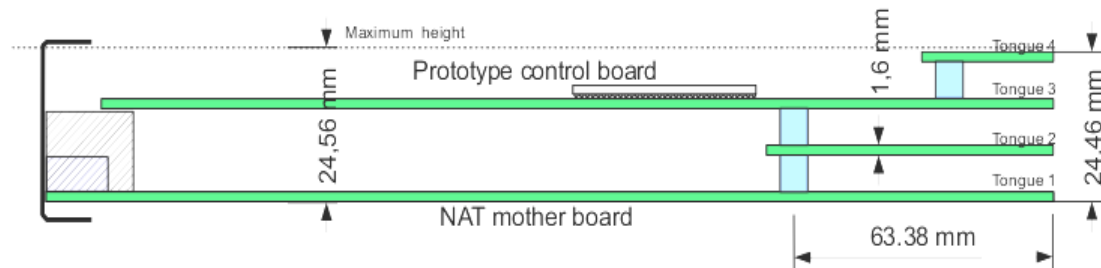 Maximum height
Tongue 4
Prototype control board
1,6 mm
Tongue 3
24,56 mm
24.46 mm
Tongue 2
Tongue 1
NAT mother board
63.38 mm